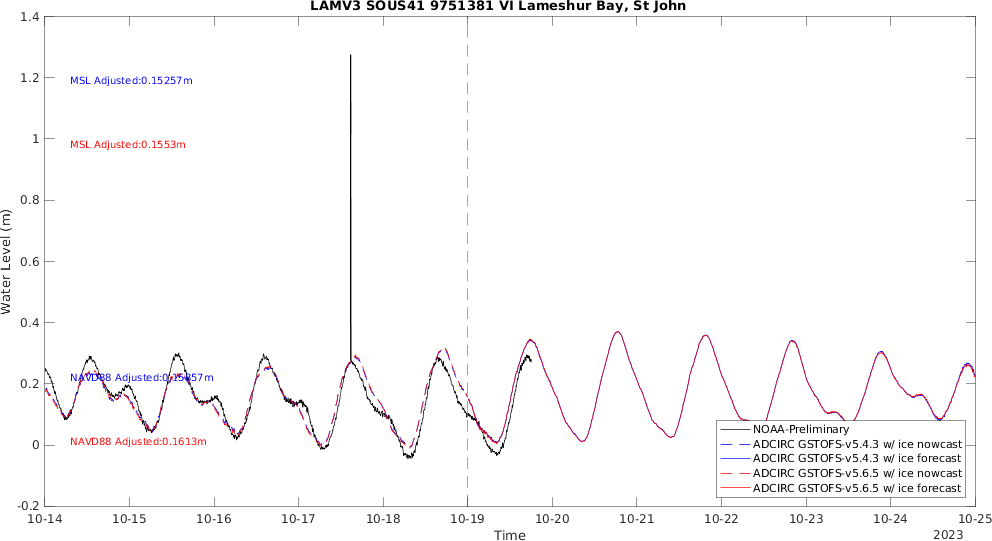 LAMV3 SOUS41 9751381 VI Lameshur Bay, St John
1.4
1.2
1
0.8
0.6
0.4
0.2
0
-0.2
Water Level (m)
MSL Adjusted:0.15257m
MSL Adjusted:0.1553m
NAVD88 Adjusted:0.15857m
NAVD88 Adjusted:0.1613m
NOAA-Preliminary
ADCIRC GSTOFS-v5.4.3 w/ ice nowcast
ADCIRC GSTOFS-v5.4.3 w/ ice forecast
ADCIRC GSTOFS-v5.6.5 w/ ice nowcast
ADCIRC GSTOFS-v5.6.5 w/ ice forecast
10-14 10-15 10-16 10-17 10-18 10-19 10-20 10-21 10-22 10-23 10-24 10-25
Time
2023